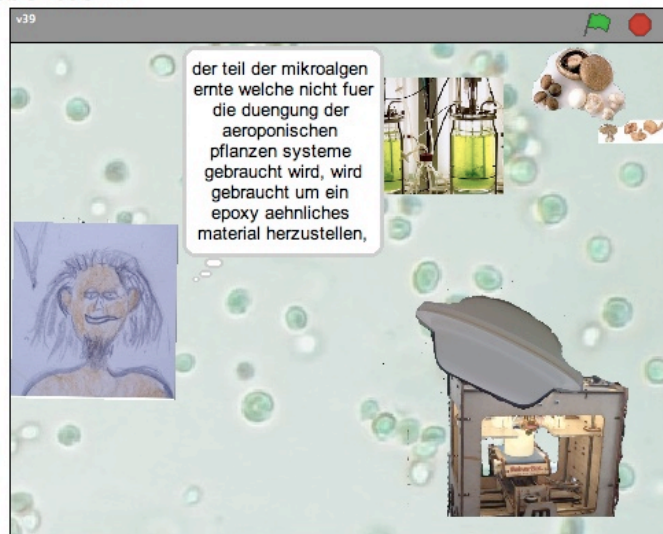 v39
der teil der mikroalgen
ernte welche nicht fuer
die duengung der
aeroponischen
pflanzen systeme
gebraucht wird, wird
gebraucht um ein
epoxy aehnliches
material herzustellen,